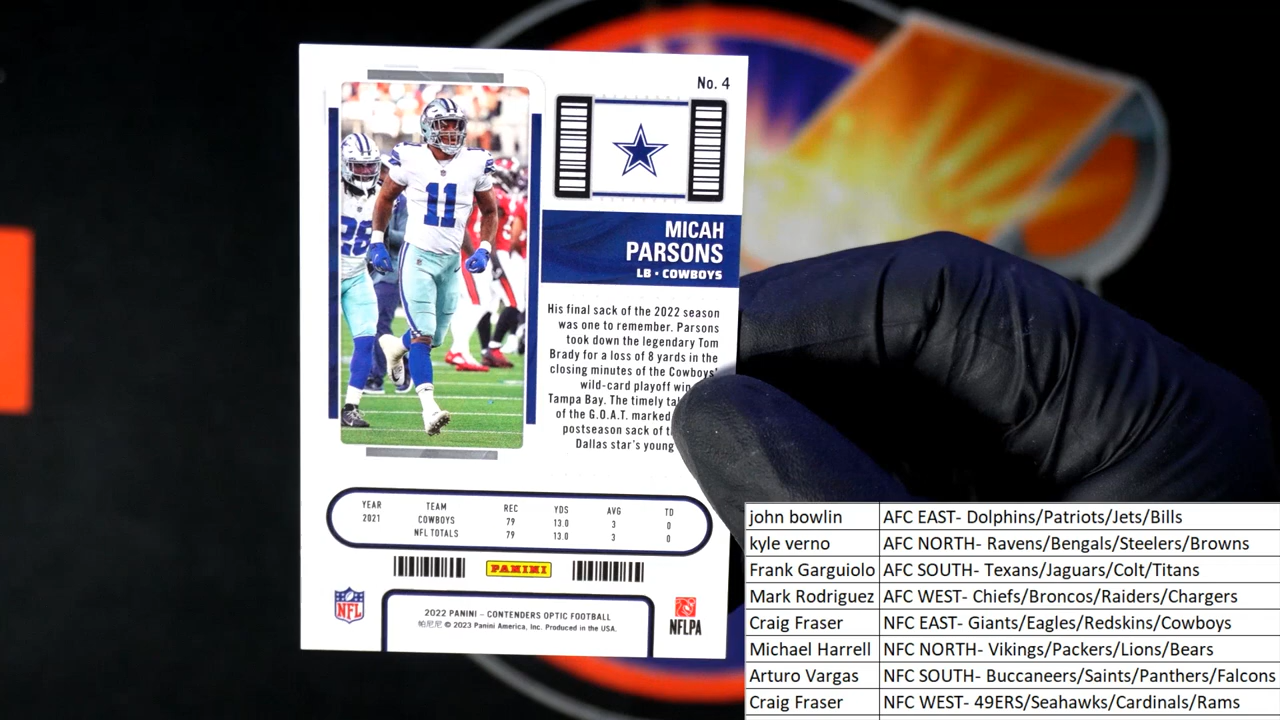 No. 4
MICAH
PARSONS
LB · COWBOYS
His final sack of the 2022 season
was one to remember. Parsons
took down the legendary Tom
Brady for a loss of 8 yards in the
closing minutes of the Cowboys'
wild-card playoff
Tampa Bay. The timely
of the G.O.A.T. marked
postseason sack of
Dallas star's young
11
26
YEAR TEAM REC YDS AVG TD
2021 COWBOYS 79 13.0 3 0
NFL TOTALS 79 13.0 3 0
PANINI
NFL
2022 PANINI – CONTENDERS OPTIC FOOTBALL
帕尼尼 © 2023 Panini America, Inc. Produced in the USA.
NFLPA
john bowlin AFC EAST- Dolphins/Patriots/Jets/Bills
kyle verno AFC NORTH- Ravens/Bengals/Steelers/Browns
Frank Garguiolo AFC SOUTH- Texans/Jaguars/Colt/Titans
Mark Rodriguez AFC WEST- Chiefs/Broncos/Raiders/Chargers
Craig Fraser NFC EAST- Giants/Eagles/Redskins/Cowboys
Michael Harrell NFC NORTH- Vikings/Packers/Lions/Bears
Arturo Vargas NFC SOUTH- Buccaneers/Saints/Panthers/Falcons
Craig Fraser NFC WEST- 49ERS/Seahawks/Cardinals/Rams